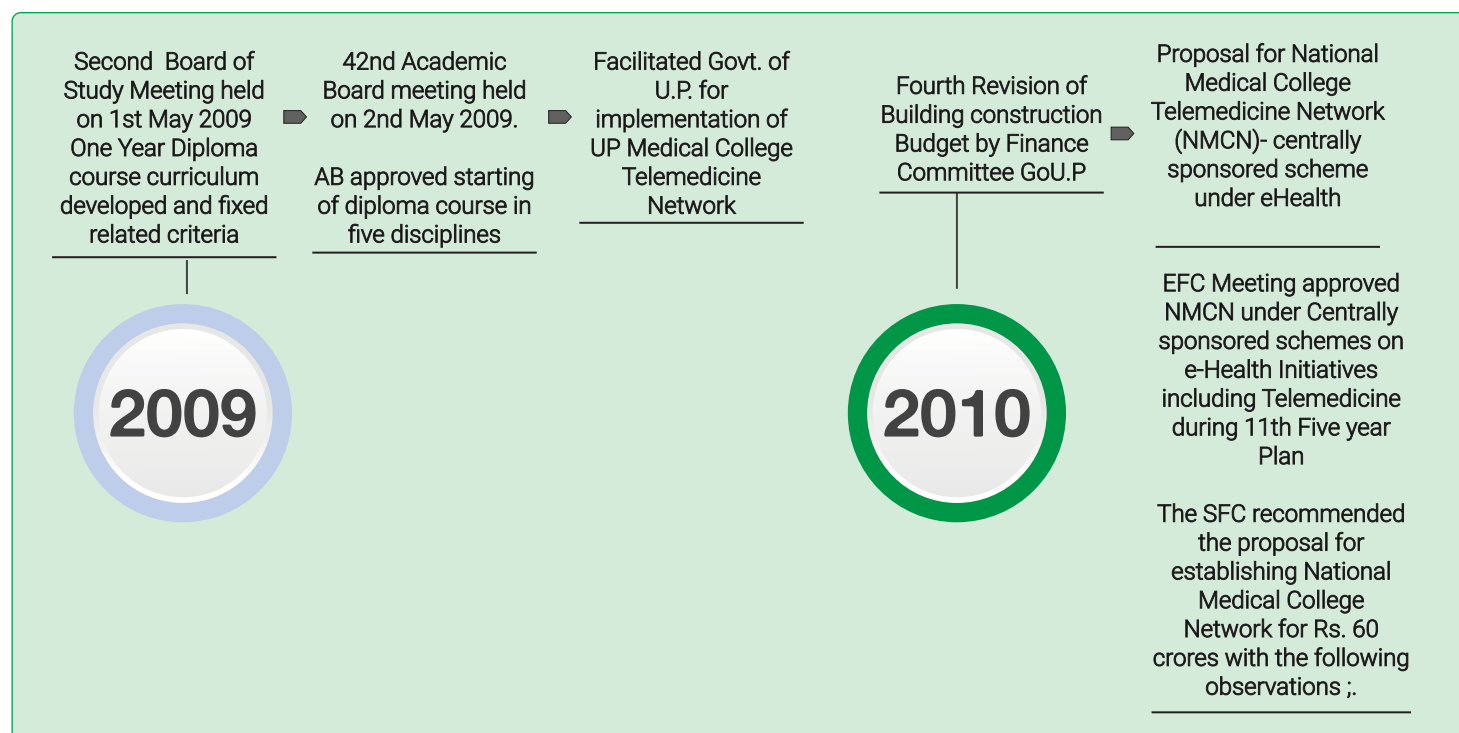 Second Board of
Study Meeting held
on 1st May 2009
One Year Diploma
course curriculum
developed and fixed
related criteria
42nd Academic
Board meeting held
on 2nd May 2009.
AB approved starting
of diploma course in
five disciplines
Facilitated Govt. of
U.P. for
implementation of
UP Medical College
Telemedicine
Network
2009
Fourth Revision of
Building construction
Budget by Finance
Committee GoU.P
Proposal for National
Medical College
Telemedicine Network
(NMCN)- centrally
sponsored scheme
under eHealth
EFC Meeting approved
NMCN under Centrally
sponsored schemes on
e-Health Initiatives
including Telemedicine
during 11th Five year
Plan
The SFC recommended
the proposal for
establishing National
Medical College
Network for Rs. 60
crores with the following
observations ;.
2010